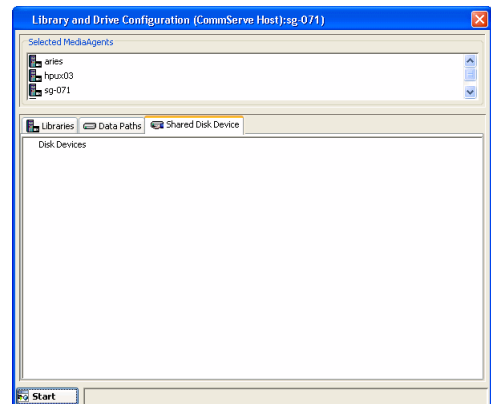 Library and Drive Configuration (CommServe Host):sg-071)
Selected MediaAgents
aries
hpux03
sg-071
Libraries Data Paths Shared Disk Device
Disk Devices
Start